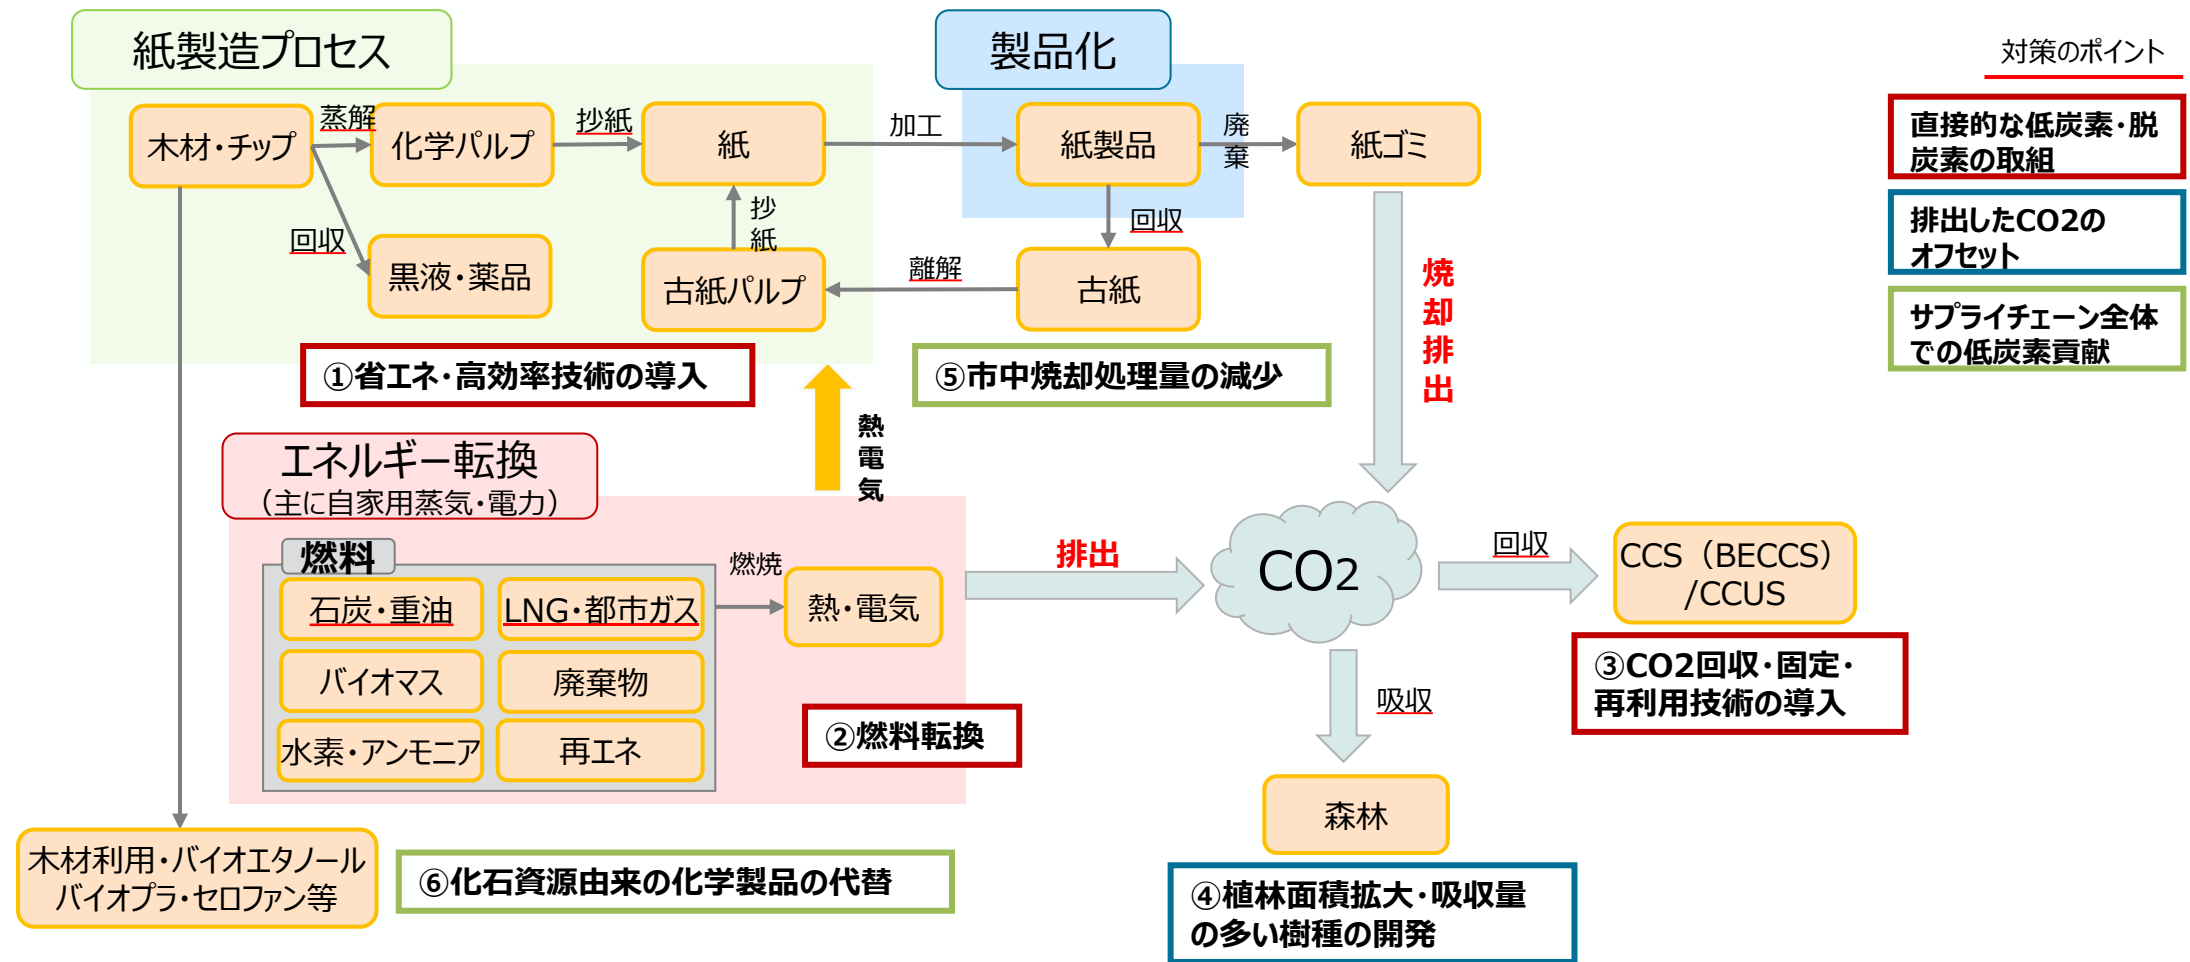 紙製造プロセス
製品化
対策のポイント
木材・チップ
蒸解
化学パルプ
抄紙
紙
加工
紙製品
廃
棄
紙ゴミ
直接的な低炭素・脱
炭素の取組
回収
黒液・薬品
抄
紙
古紙パルプ
離解
回収
古紙
排出したCO2の
オフセット
焼
却
排
出
サプライチェーン全体
での低炭素貢献
①省エネ・高効率技術の導入
⑤市中焼却処理量の減少
熱
電
気
エネルギー転換
（主に自家用蒸気・電力）
燃料
石炭・重油
LNG・都市ガス
バイオマス
廃棄物
水素・アンモニア
再エネ
燃焼
熱・電気
排出
CO2
回収
CCS（BECCS）
/CCUS
②燃料転換
③CO2回収・固定・
再利用技術の導入
吸収
森林
木材利用・バイオエタノール
バイオプラ・セロファン等
⑥化石資源由来の化学製品の代替
④植林面積拡大・吸収量
の多い樹種の開発